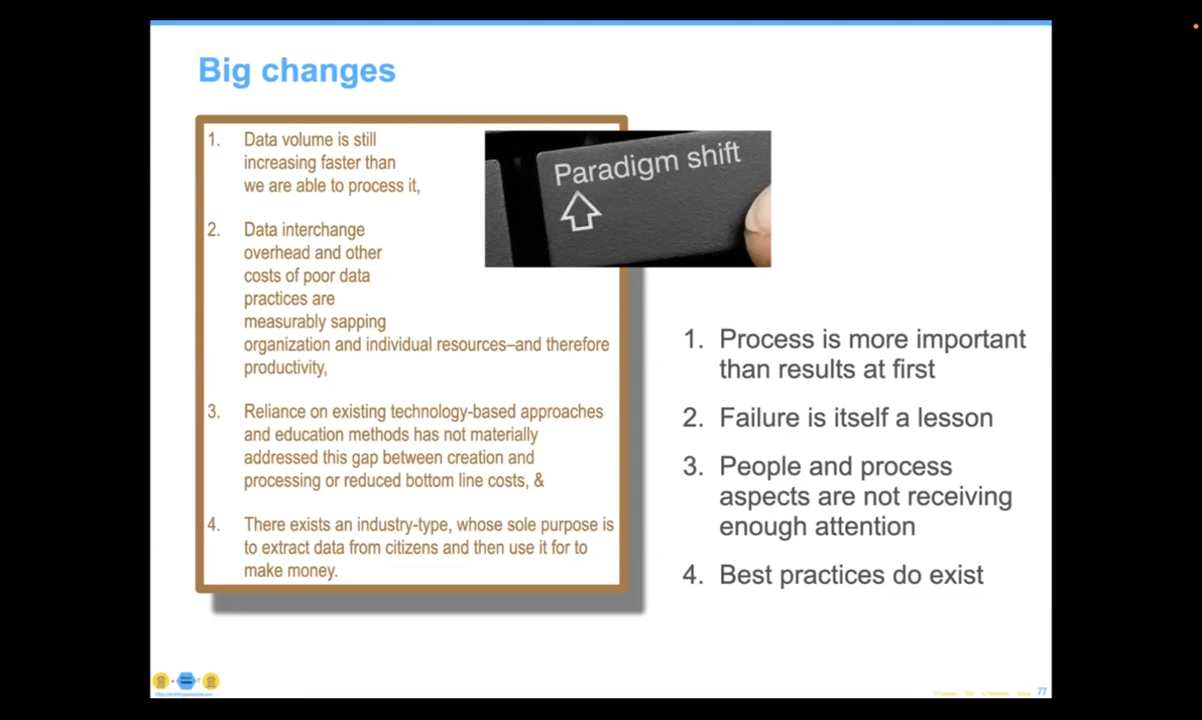 Big changes
1. Data volume is still
increasing faster than
we are able to process it,
2. Data interchange
overhead and other
costs of poor data
practices are
measurably sapping
organization and individual resources–and therefore
productivity,
3. Reliance on existing technology-based approaches
and education methods has not materially
addressed this gap between creation and
processing or reduced bottom line costs, &
4. There exists an industry-type, whose sole purpose is
to extract data from citizens and then use it for to
make money.
Paradigm shift
1. Process is more important
than results at first
2. Failure is itself a lesson
3. People and process
aspects are not receiving
enough attention
4. Best practices do exist
77